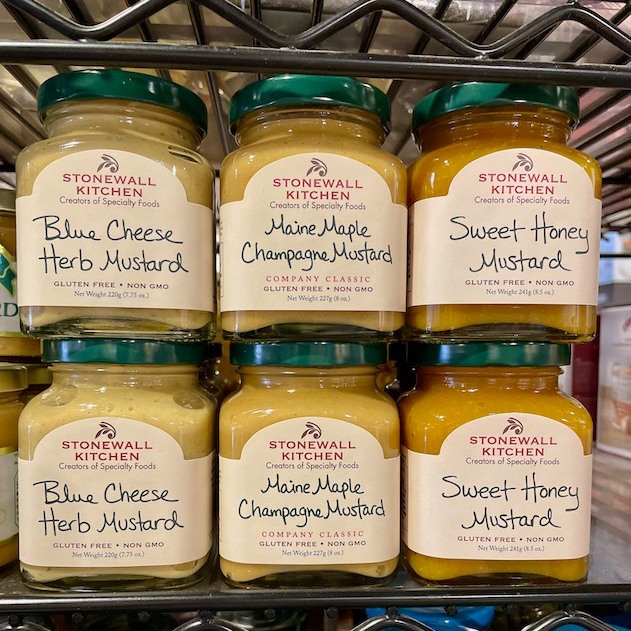 STONEWALL
KITCHEN
Creators of Specialty Foods
Blue Cheese
Herb Mustard
GLUTEN FREE • NON GMO
Net Weight 220g (7.75 oz.)
STONEWALL
KITCHEN
Creators of Specialty Foods
Maine Maple
Champagne Mustard
COMPANY CLASSIC
GLUTEN FREE • NON GMO
Net Weight 227g (8 oz.)
STONEWALL
KITCHEN
Creators of Specialty Foods
Sweet Honey
Mustard
GLUTEN FREE • NON GMO
Net Weight 241g (8.5 oz.)
STONEWALL
KITCHEN
Creators of Specialty Foods
Blue Cheese
Herb Mustard
GLUTEN FREE • NON GMO
Net Weight 220g (7.75 oz.)
STONEWALL
KITCHEN
Creators of Specialty Foods
Maine Maple
Champagne Mustard
COMPANY CLASSIC
GLUTEN FREE • NON GMO
Net Weight 227g (8 oz.)
STONEWALL
KITCHEN
Creators of Specialty Foods
Sweet Honey
Mustard
GLUTEN FREE • NON GMO
Net Weight 241g (8.5 oz.)